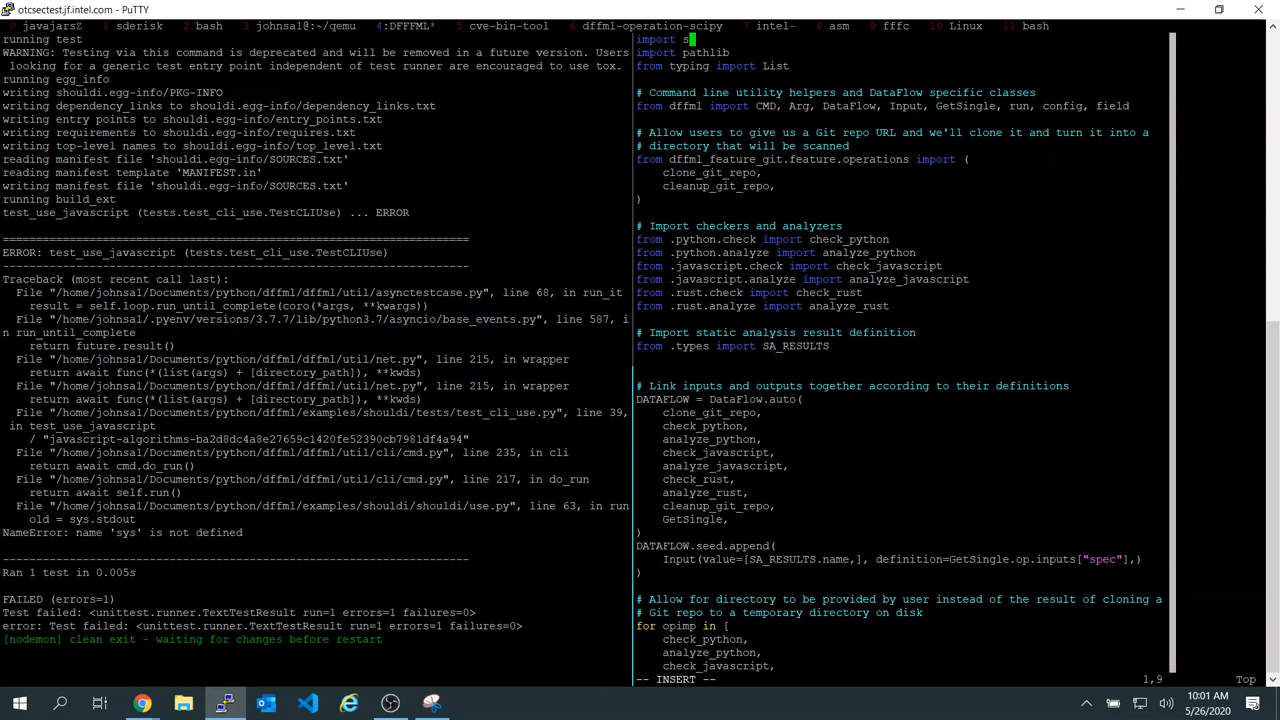 otcsectest.jf.intel.com - PuTTY
0 javajarsZ 1 sderisk 2 bash 3 johnsa1@:~/qemu 4:DFFFML* 5 cve-bin-tool 6 dffml-operation-scipy 7 intel- 8 asm 9 fffc 10 Linux 11 bash
running test
WARNING: Testing via this command is deprecated and will be removed in a future version. Users
 looking for a generic test entry point independent of test runner are encouraged to use tox.
running egg_info
writing shouldi.egg-info/PKG-INFO
writing dependency_links to shouldi.egg-info/dependency_links.txt
writing entry points to shouldi.egg-info/entry_points.txt
writing requirements to shouldi.egg-info/requires.txt
writing top-level names to shouldi.egg-info/top_level.txt
reading manifest file 'shouldi.egg-info/SOURCES.txt'
reading manifest template 'MANIFEST.in'
writing manifest file 'shouldi.egg-info/SOURCES.txt'
running build_ext
test_use_javascript (tests.test_cli_use.TestCLIUse) ... ERROR
======================================================================
ERROR: test_use_javascript (tests.test_cli_use.TestCLIUse)
----------------------------------------------------------------------
Traceback (most recent call last):
  File "/home/johnsa1/Documents/python/dffml/dffml/util/asynctestcase.py", line 68, in run_it
    result = self.loop.run_until_complete(coro(*args, **kwargs))
  File "/home/johnsa1/.pyenv/versions/3.7.7/lib/python3.7/asyncio/base_events.py", line 587, i
n run_until_complete
    return future.result()
  File "/home/johnsa1/Documents/python/dffml/dffml/util/net.py", line 215, in wrapper
    return await func(*(list(args) + [directory_path]), **kwds)
  File "/home/johnsa1/Documents/python/dffml/dffml/util/net.py", line 215, in wrapper
    return await func(*(list(args) + [directory_path]), **kwds)
  File "/home/johnsa1/Documents/python/dffml/examples/shouldi/tests/test_cli_use.py", line 39,
 in test_use_javascript
    / "javascript-algorithms-ba2d8dc4a8e27659c1420fe52390cb7981df4a94"
  File "/home/johnsa1/Documents/python/dffml/dffml/util/cli/cmd.py", line 235, in cli
    return await cmd.do_run()
  File "/home/johnsa1/Documents/python/dffml/dffml/util/cli/cmd.py", line 217, in do_run
    return await self.run()
  File "/home/johnsa1/Documents/python/dffml/examples/shouldi/shouldi/use.py", line 63, in run
    old = sys.stdout
NameError: name 'sys' is not defined
----------------------------------------------------------------------
Ran 1 test in 0.005s
FAILED (errors=1)
Test failed: <unittest.runner.TextTestResult run=1 errors=1 failures=0>
error: Test failed: <unittest.runner.TextTestResult run=1 errors=1 failures=0>
[nodemon] clean exit - waiting for changes before restart
import s
import pathlib
from typing import List
# Command line utility helpers and DataFlow specific classes
from dffml import CMD, Arg, DataFlow, Input, GetSingle, run, config, field
# Allow users to give us a Git repo URL and we'll clone it and turn it into a
# directory that will be scanned
from dffml_feature_git.feature.operations import (
    clone_git_repo,
    cleanup_git_repo,
)
# Import checkers and analyzers
from .python.check import check_python
from .python.analyze import analyze_python
from .javascript.check import check_javascript
from .javascript.analyze import analyze_javascript
from .rust.check import check_rust
from .rust.analyze import analyze_rust
# Import static analysis result definition
from .types import SA_RESULTS
# Link inputs and outputs together according to their definitions
DATAFLOW = DataFlow.auto(
    clone_git_repo,
    check_python,
    analyze_python,
    check_javascript,
    analyze_javascript,
    check_rust,
    analyze_rust,
    cleanup_git_repo,
    GetSingle,
)
DATAFLOW.seed.append(
    Input(value=[SA_RESULTS.name,], definition=GetSingle.op.inputs["spec"],)
)
# Allow for directory to be provided by user instead of the result of cloning a
# Git repo to a temporary directory on disk
for opimp in [
    check_python,
    analyze_python,
    check_javascript,
-- INSERT -- 1,9 Top
10:01 AM
5/26/2020